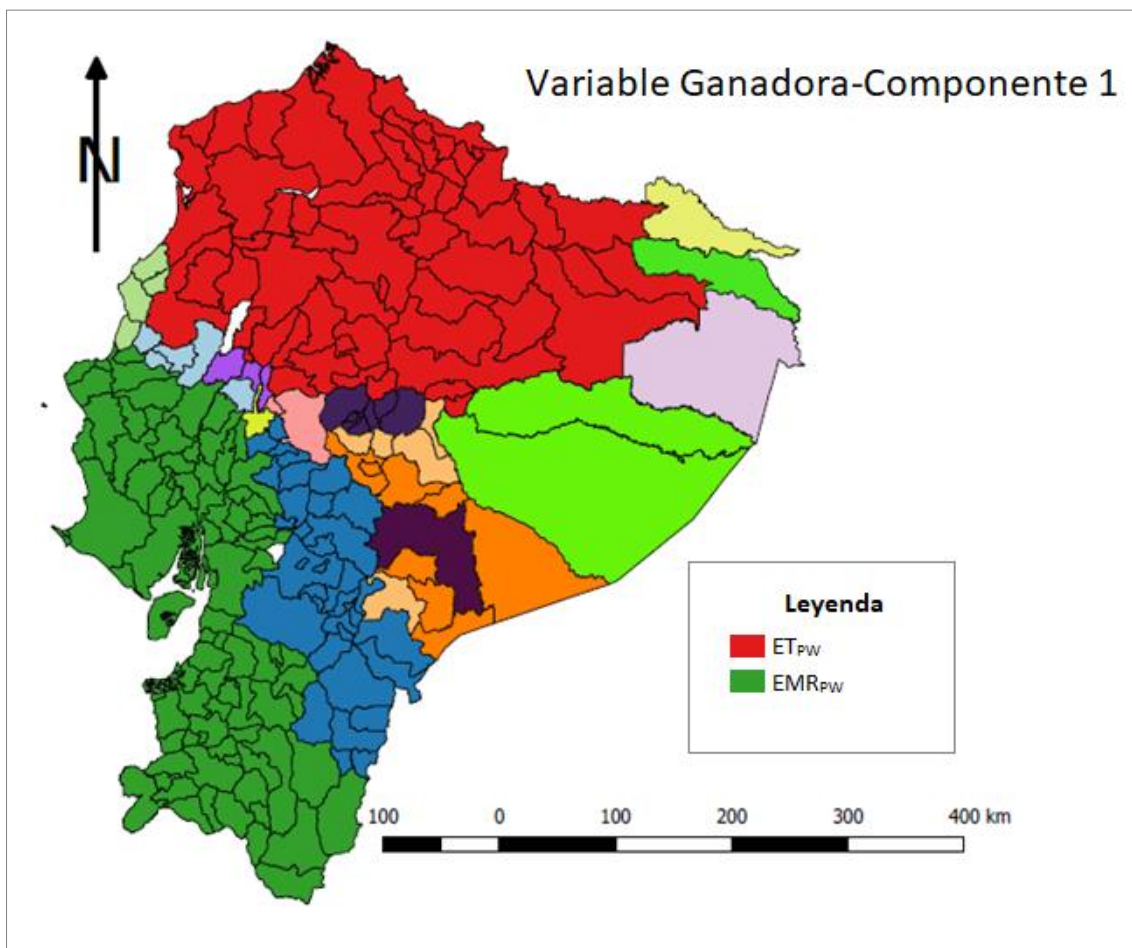 Variable Ganadora-Componente 1
N
Leyenda
ETPW
EMRPW
100 0 100 200 300 400 km